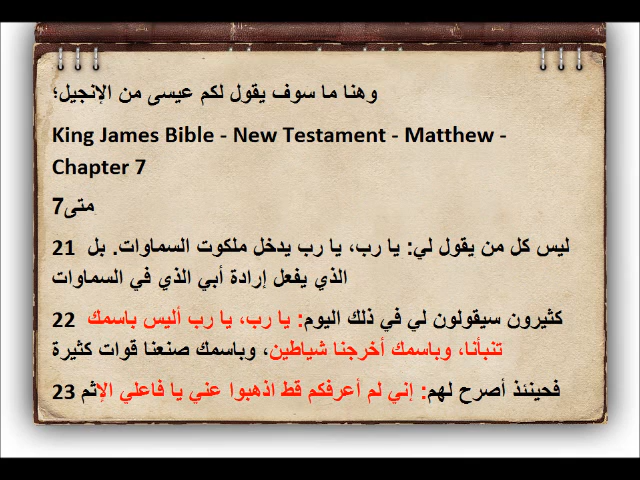 وهنا ما سوف يقول لكم عيسى من الإنجيل؛
King James Bible - New Testament - Matthew -
Chapter 7
متى7
21 ليس كل من يقول لي: يا رب، يا رب يدخل ملكوت السماوات. بل
الذي يفعل إرادة أبي الذي في السماوات
22 كثيرون سيقولون لي في ذلك اليوم: يا رب، يا رب أليس باسمك
تنبأنا، وباسمك أخرجنا شياطين، وباسمك صنعنا قوات كثيرة
23 فحينئذ أصرح لهم: إني لم أعرفكم قط اذهبوا عني يا فاعلي الإثم